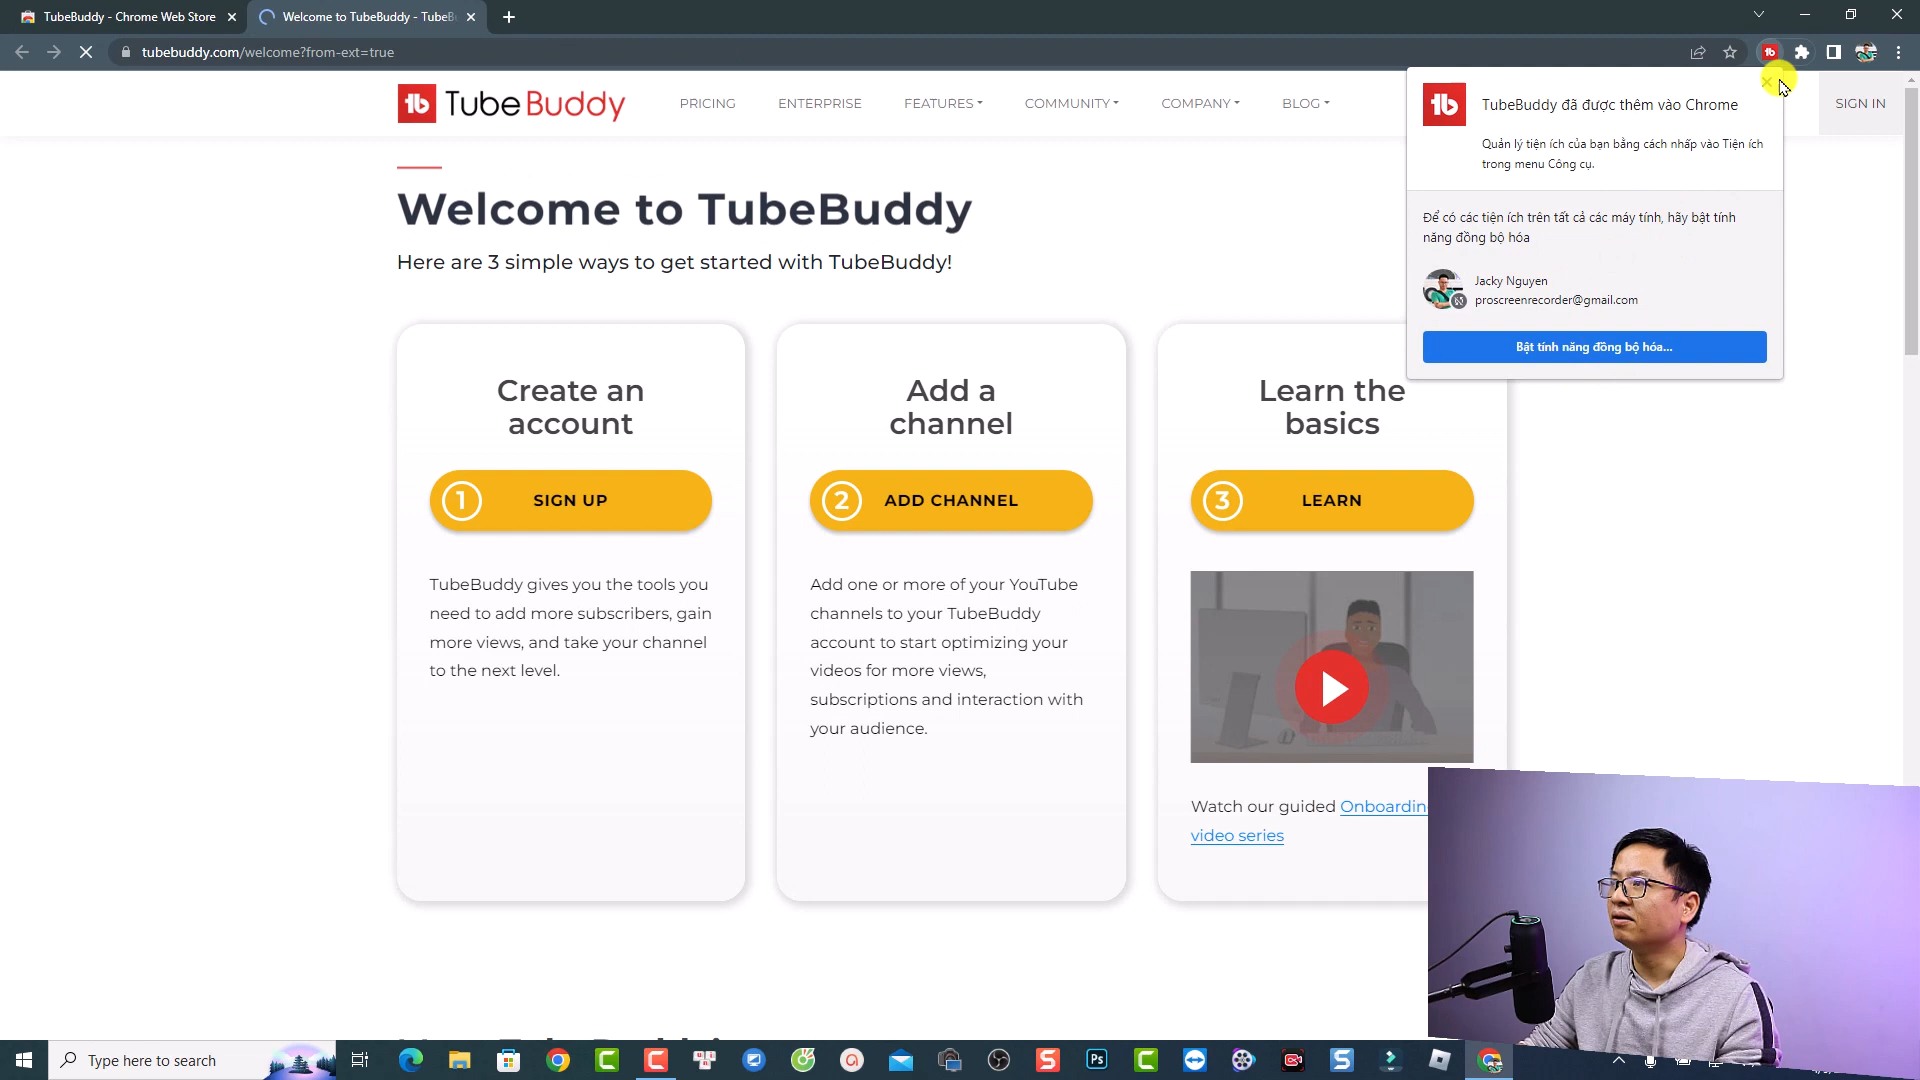 TubeBuddy - Chrome Web Store
Welcome to TubeBuddy - TubeB
tubebuddy.com/welcome?from-ext=true
TubeBuddy
PRICING
ENTERPRISE
FEATURES
COMMUNITY
COMPANY
BLOG
SIGN IN
TubeBuddy đã được thêm vào Chrome
Quản lý tiện ích của bạn bằng cách nhấp vào Tiện ích
trong menu Công cụ.
Để có các tiện ích trên tất cả các máy tính, hãy bật tính
năng đồng bộ hóa
Jacky Nguyen
proscreenrecorder@gmail.com
Bật tính năng đồng bộ hóa...
Welcome to TubeBuddy
Here are 3 simple ways to get started with TubeBuddy!
Create an
account
1 SIGN UP
TubeBuddy gives you the tools you
need to add more subscribers, gain
more views, and take your channel
to the next level.
Add a
channel
2 ADD CHANNEL
Add one or more of your YouTube
channels to your TubeBuddy
account to start optimizing your
videos for more views,
subscriptions and interaction with
your audience.
Learn the
basics
3 LEARN
Watch our guided Onboardin
video series
Type here to search